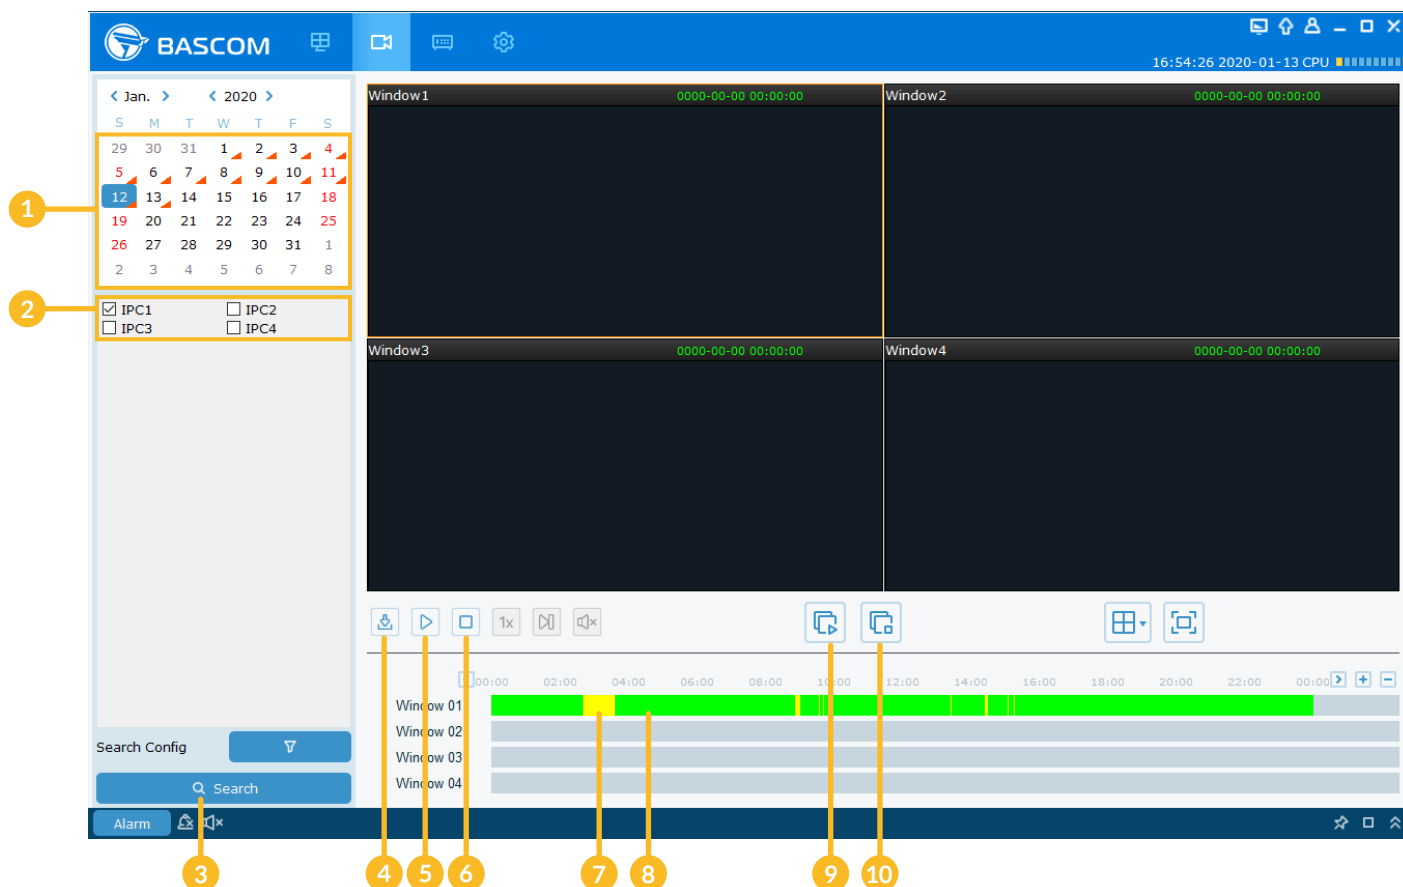 BASCOM
16:54:26 2020-01-13 CPU
Jan. 2020
S M T W T F S
29 30 31 1 2 3 4
5 6 7 8 9 10 11
12 13 14 15 16 17 18
19 20 21 22 23 24 25
26 27 28 29 30 31 1
2 3 4 5 6 7 8
1
2
IPC1 IPC2
IPC3 IPC4
Window1 0000-00-00 00:00:00
Window2 0000-00-00 00:00:00
Window3 0000-00-00 00:00:00
Window4 0000-00-00 00:00:00
1x
00:00 02:00 04:00 06:00 08:00 10:00 12:00 14:00 16:00 18:00 20:00 22:00 00:00
Window 01
Window 02
Window 03
Window 04
Search Config
Search
Alarm
3 4 5 6 7 8 9 10